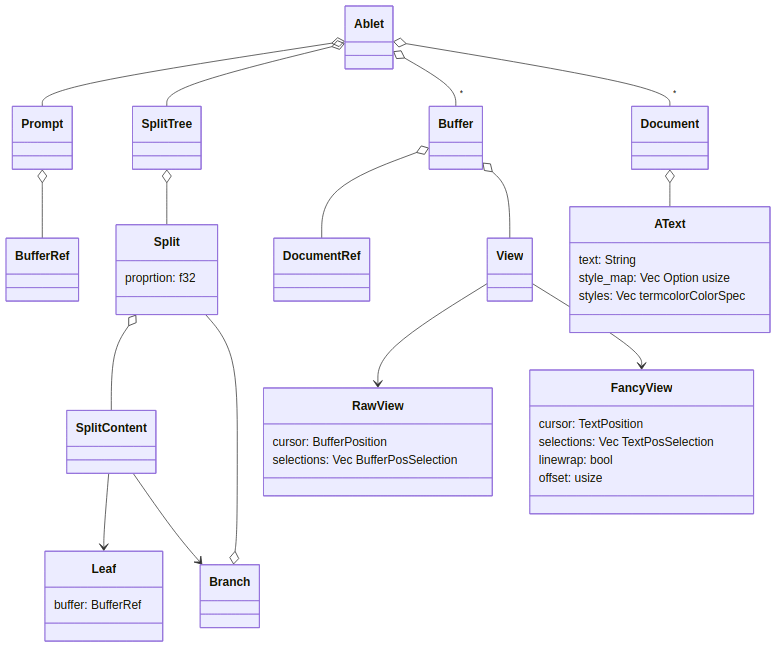 Ablet
*
*
Prompt
SplitTree
Buffer
Document
BufferRef
Split
proprtion: f32
DocumentRef
View
AText
text: String
style_map: Vec Option usize
styles: Vec termcolorColorSpec
SplitContent
RawView
cursor: BufferPosition
selections: Vec BufferPosSelection
FancyView
cursor: TextPosition
selections: Vec TextPosSelection
linewrap: bool
offset: usize
Leaf
buffer: BufferRef
Branch